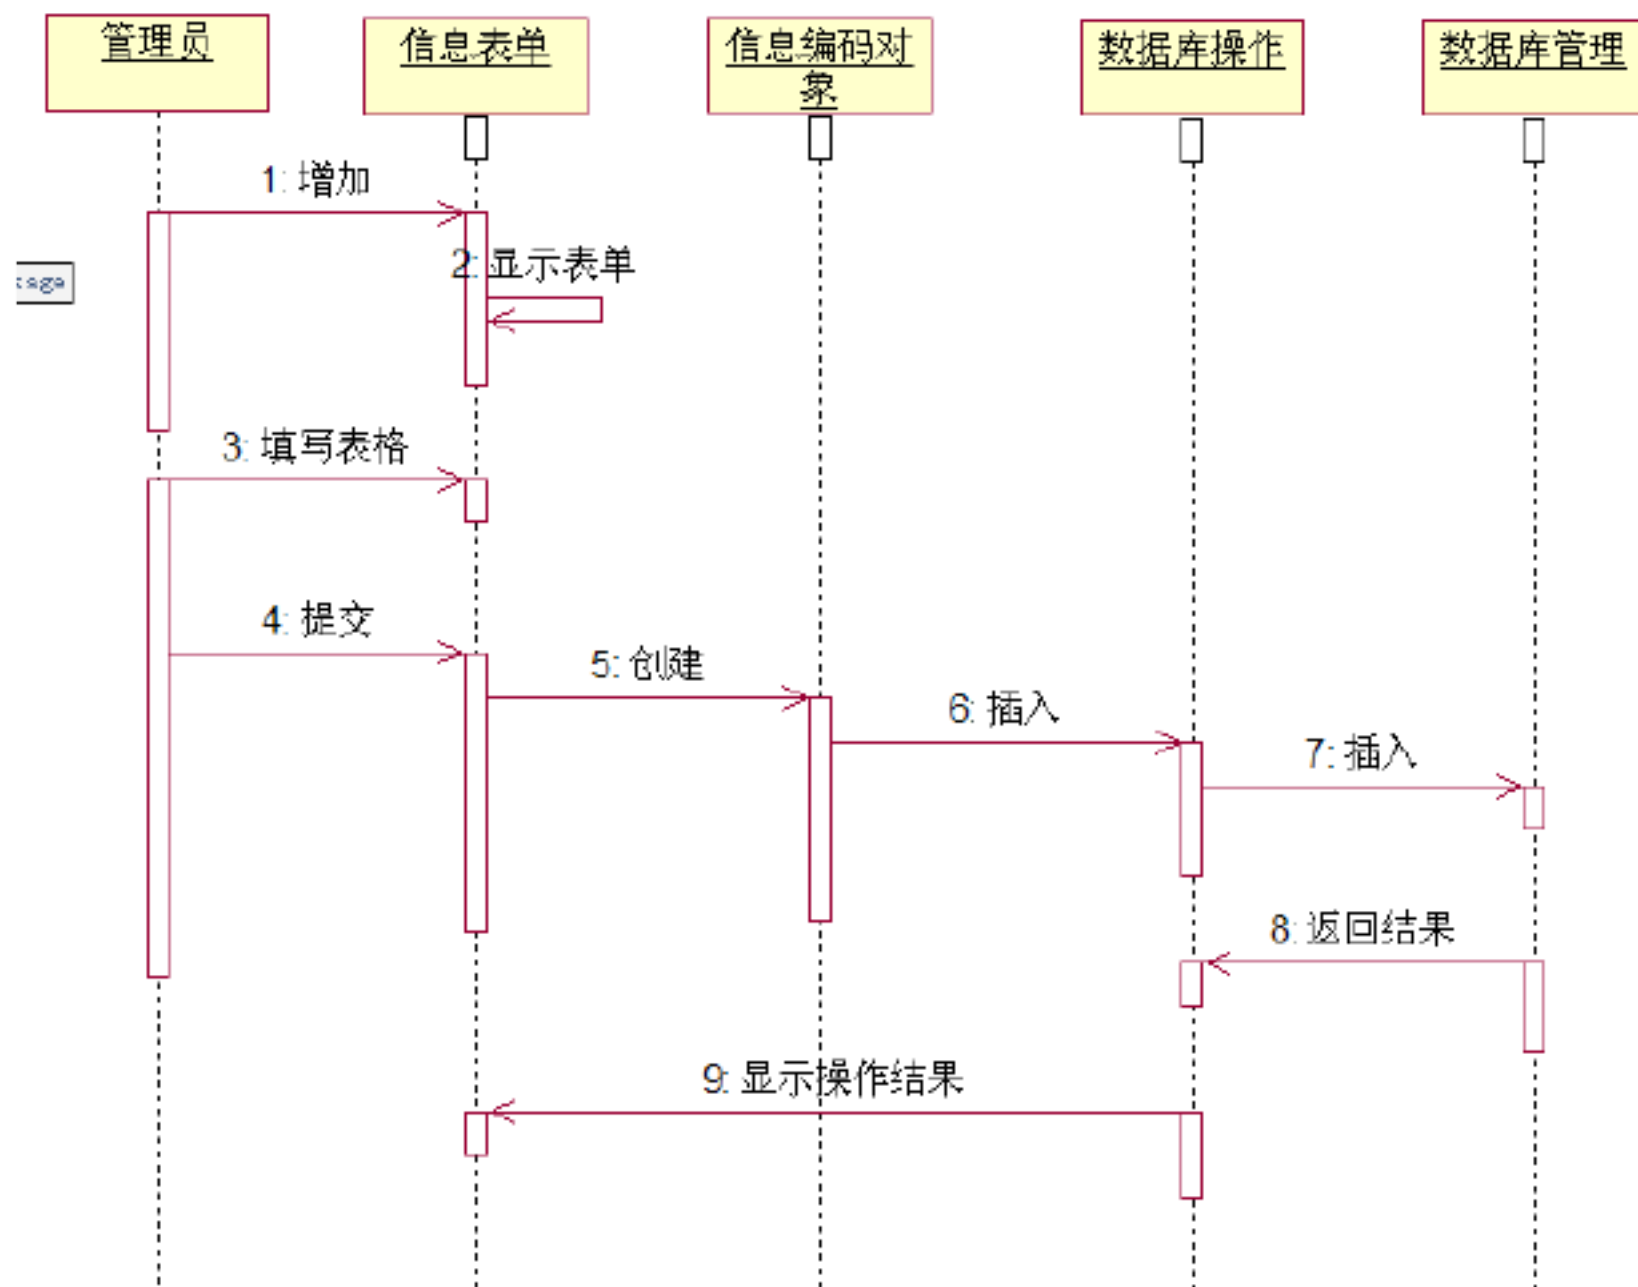 管理员
信息表单
信息编码对
象
数据库操作
数据库管理
1: 增加
2: 显示表单
3: 填写表格
4: 提交
5: 创建
6: 插入
7: 插入
8: 返回结果
9: 显示操作结果